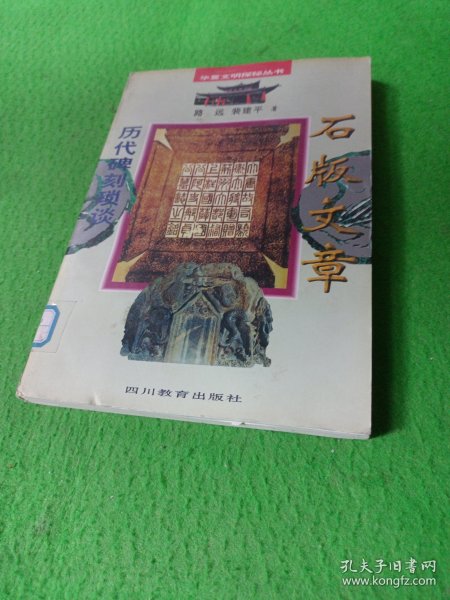 华夏文明探秘丛书
路远 裴建平 著
石版文章
历代碑刻琐谈
四川教育出版社
孔夫子旧书网
www.kongfz.com